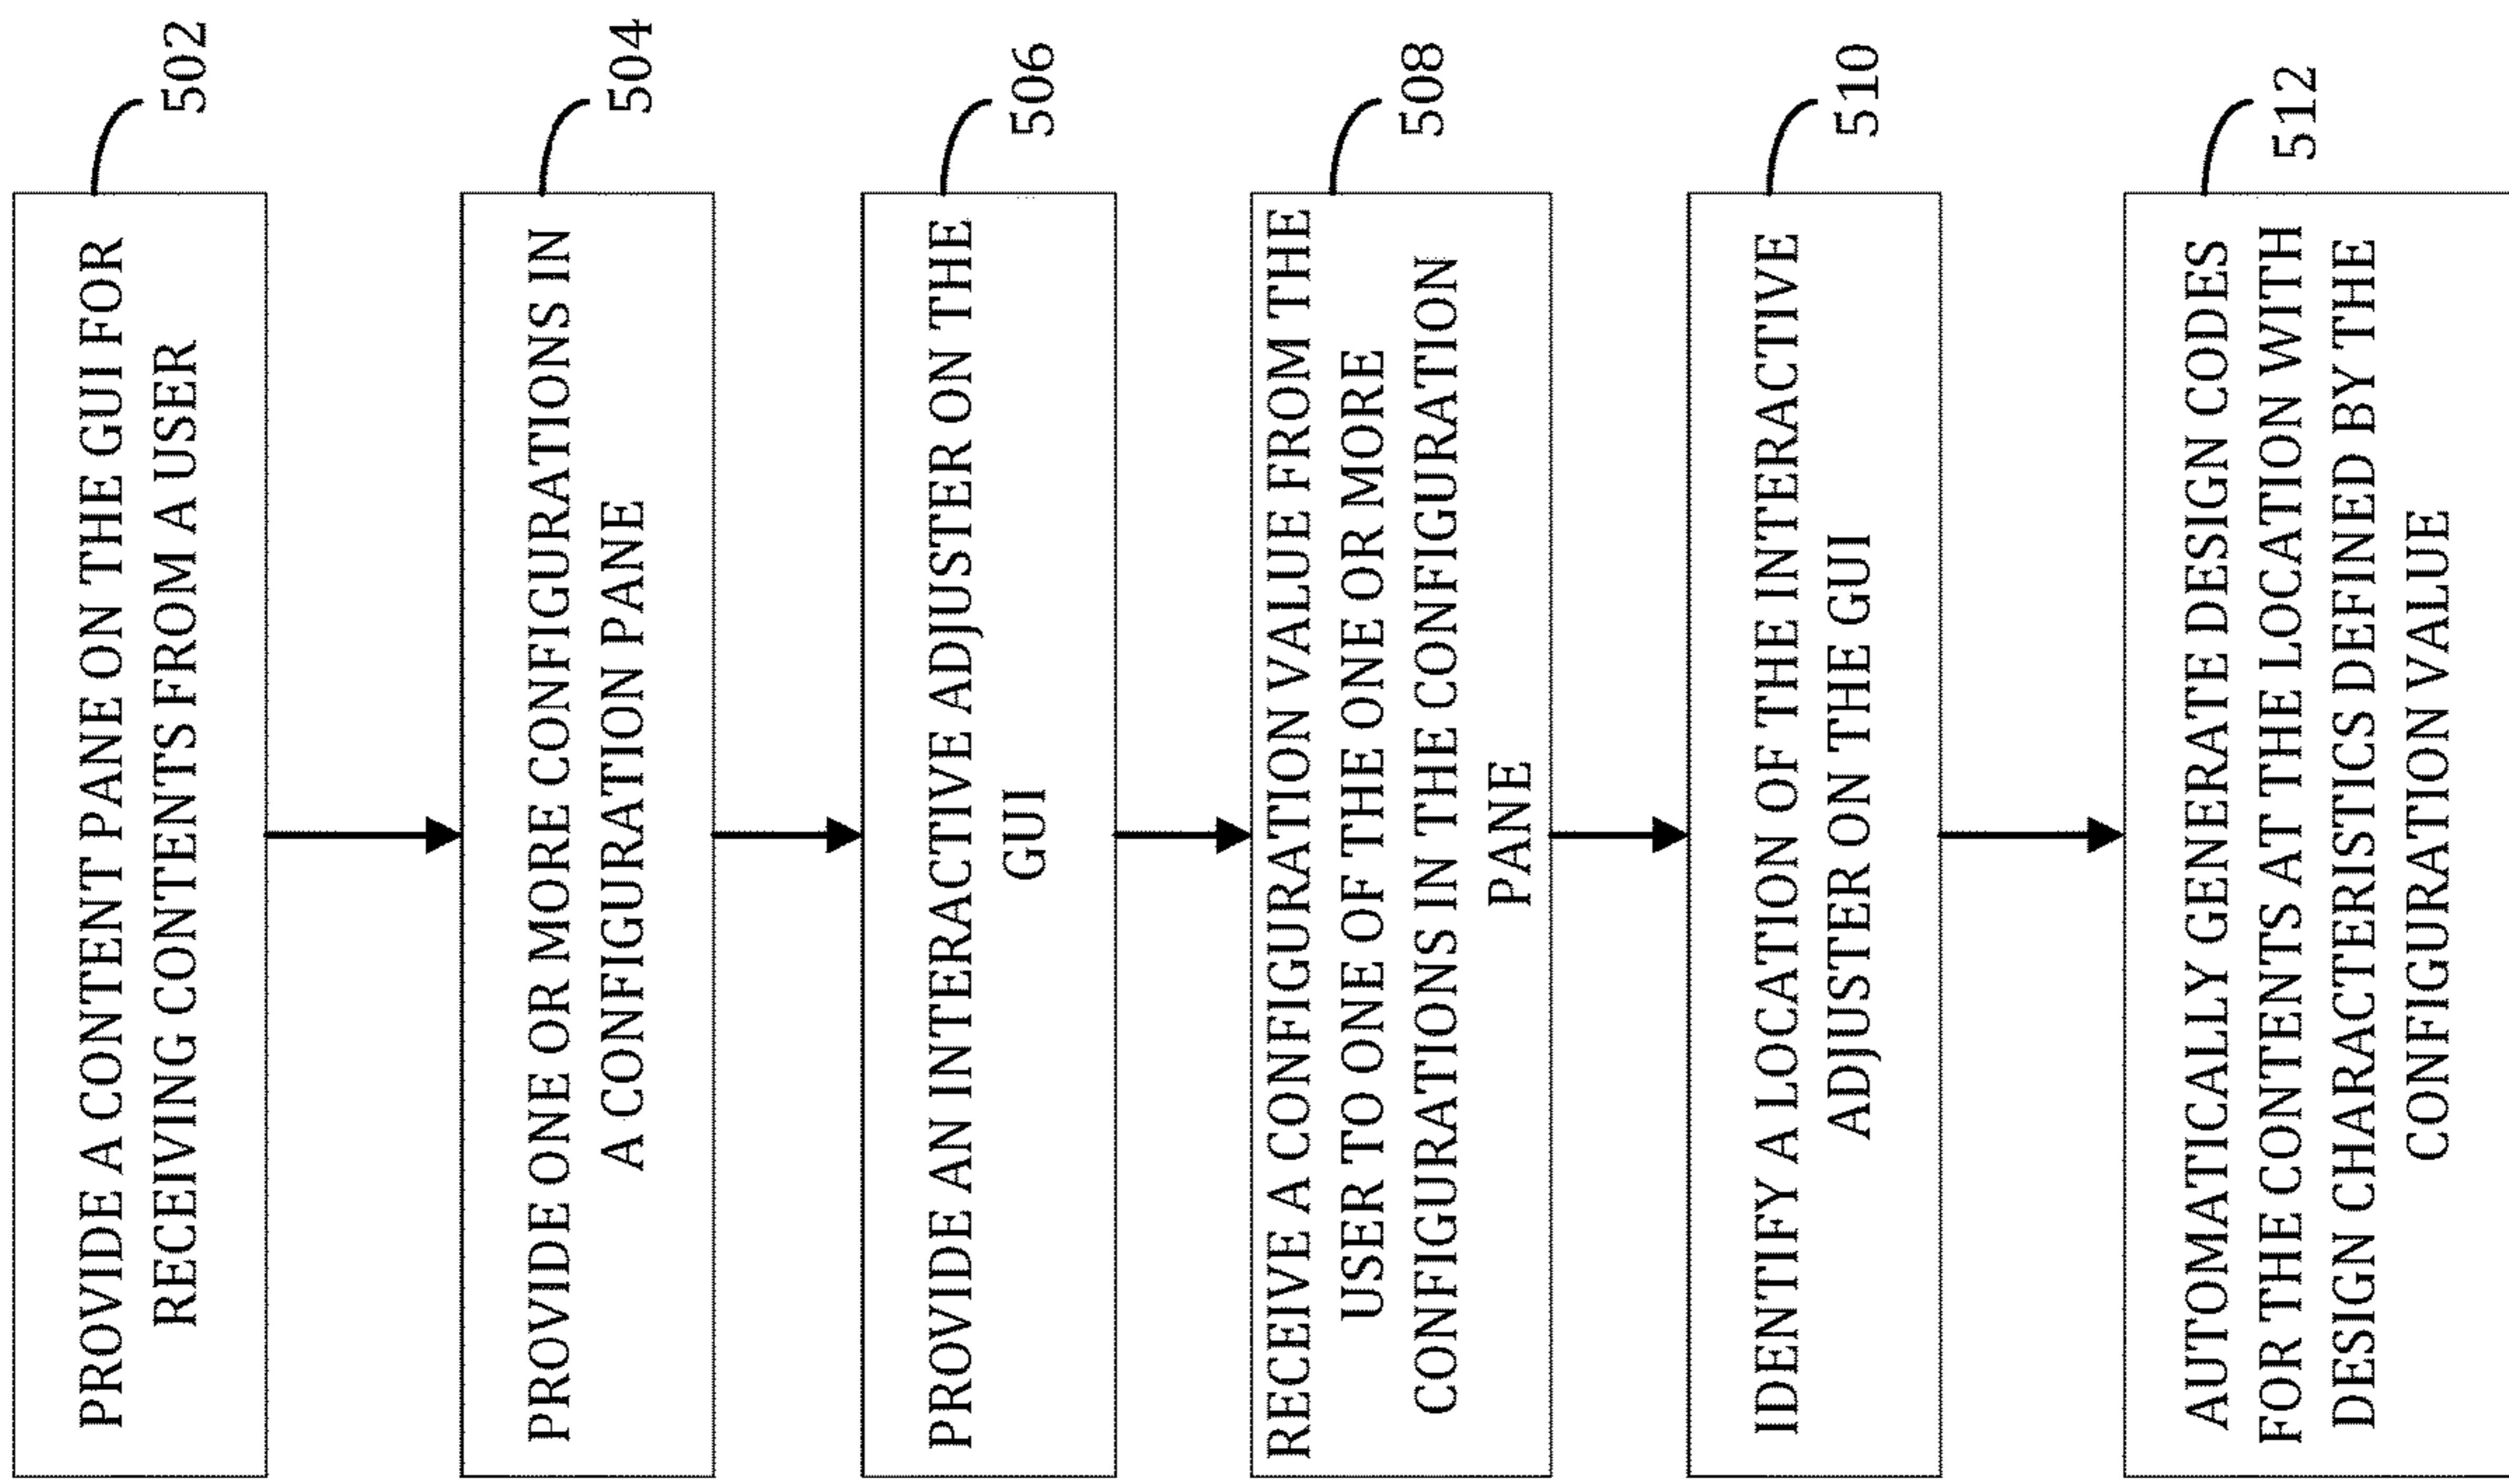 PROVIDE A CONTENT PANE ON THE GUI FOR
RECEIVING CONTENTS FROM A USER
502
PROVIDE ONE OR MORE CONFIGURATIONS IN
A CONFIGURATION PANE
504
PROVIDE AN INTERACTIVE ADJUSTER ON THE
GUI
506
RECEIVE A CONFIGURATION VALUE FROM THE
USER TO ONE OF THE ONE OR MORE
CONFIGURATIONS IN THE CONFIGURATION
PANE
508
IDENTIFY A LOCATION OF THE INTERACTIVE
ADJUSTER ON THE GUI
510
AUTOMATICALLY GENERATE DESIGN CODES
FOR THE CONTENTS AT THE LOCATION WITH
DESIGN CHARACTERISTICS DEFINED BY THE
CONFIGURATION VALUE
512